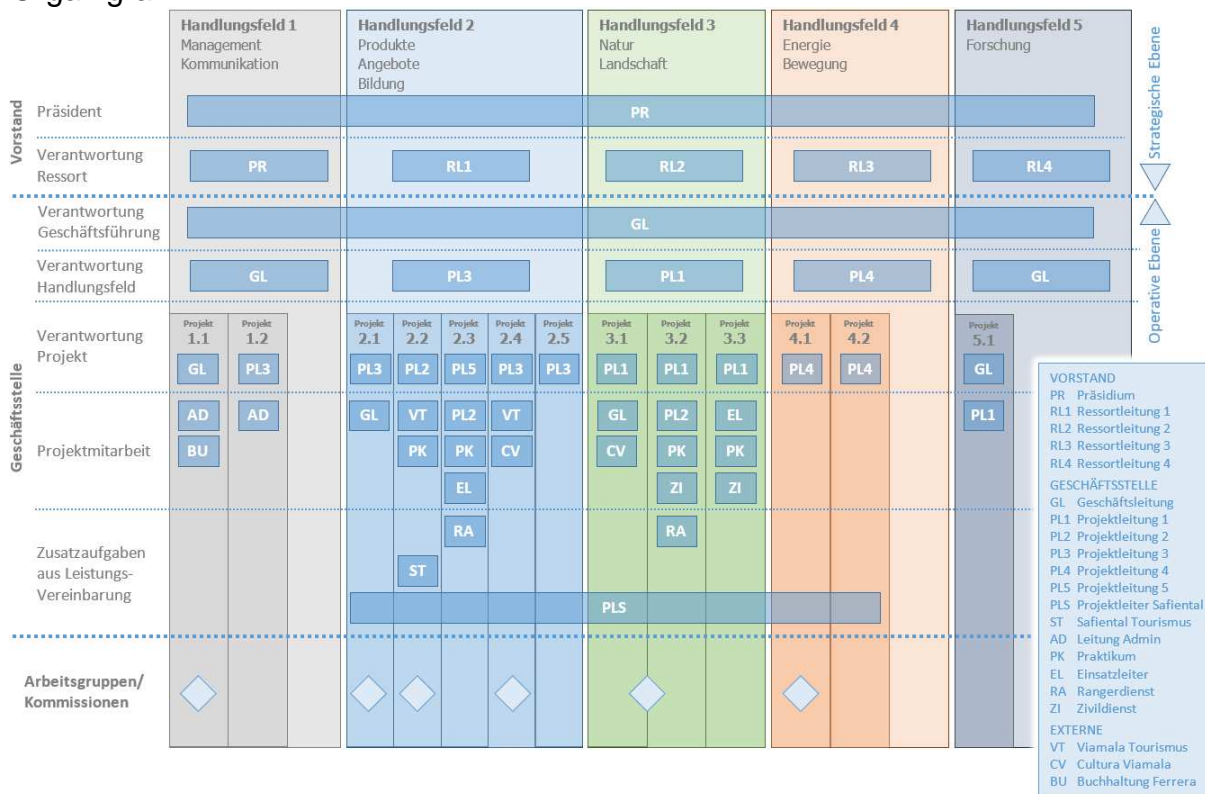 Handlungsfeld 1
Management
Kommunikation
Handlungsfeld 2
Produkte
Angebote
Bildung
Handlungsfeld 3
Natur
Landschaft
Handlungsfeld 4
Energie
Bewegung
Handlungsfeld 5
Forschung
Vorstand
Strategische Ebene
Präsident
PR
Verantwortung
Ressort
PR
RL1
RL2
RL3
RL4
Geschäftsstelle
Operative Ebene
Verantwortung
Geschäftsführung
GL
Verantwortung
Handlungsfeld
GL
PL3
PL1
PL4
GL
Verantwortung
Projekt
Projekt
1.1
GL
Projekt
1.2
PL3
Projekt
2.1
PL3
Projekt
2.2
PL2
Projekt
2.3
PL5
Projekt
2.4
PL3
Projekt
2.5
PL3
Projekt
3.1
PL1
Projekt
3.2
PL1
Projekt
3.3
PL1
Projekt
4.1
PL4
Projekt
4.2
PL4
Projekt
5.1
GL
Projektmitarbeit
AD
BU
AD
GL
VT
PK
PL2
PK
EL
VT
CV
GL
CV
PL2
PK
ZI
EL
PK
ZI
PL1
Zusatzaufgaben
aus Leistungs-
Vereinbarung
ST
RA
RA
PLS
Arbeitsgruppen/
Kommissionen
VORSTAND
PR Präsidium
RL1 Ressortleitung 1
RL2 Ressortleitung 2
RL3 Ressortleitung 3
RL4 Ressortleitung 4
GESCHÄFTSSTELLE
GL Geschäftsleitung
PL1 Projektleitung 1
PL2 Projektleitung 2
PL3 Projektleitung 3
PL4 Projektleitung 4
PL5 Projektleitung 5
PLS Projektleiter Safiental
ST Safiental Tourismus
AD Leitung Admin
PK Praktikum
EL Einsatzleiter
RA Rangerdienst
ZI Zivildienst
EXTERNE
VT Viamala Tourismus
CV Cultura Viamala
BU Buchhaltung Ferrera